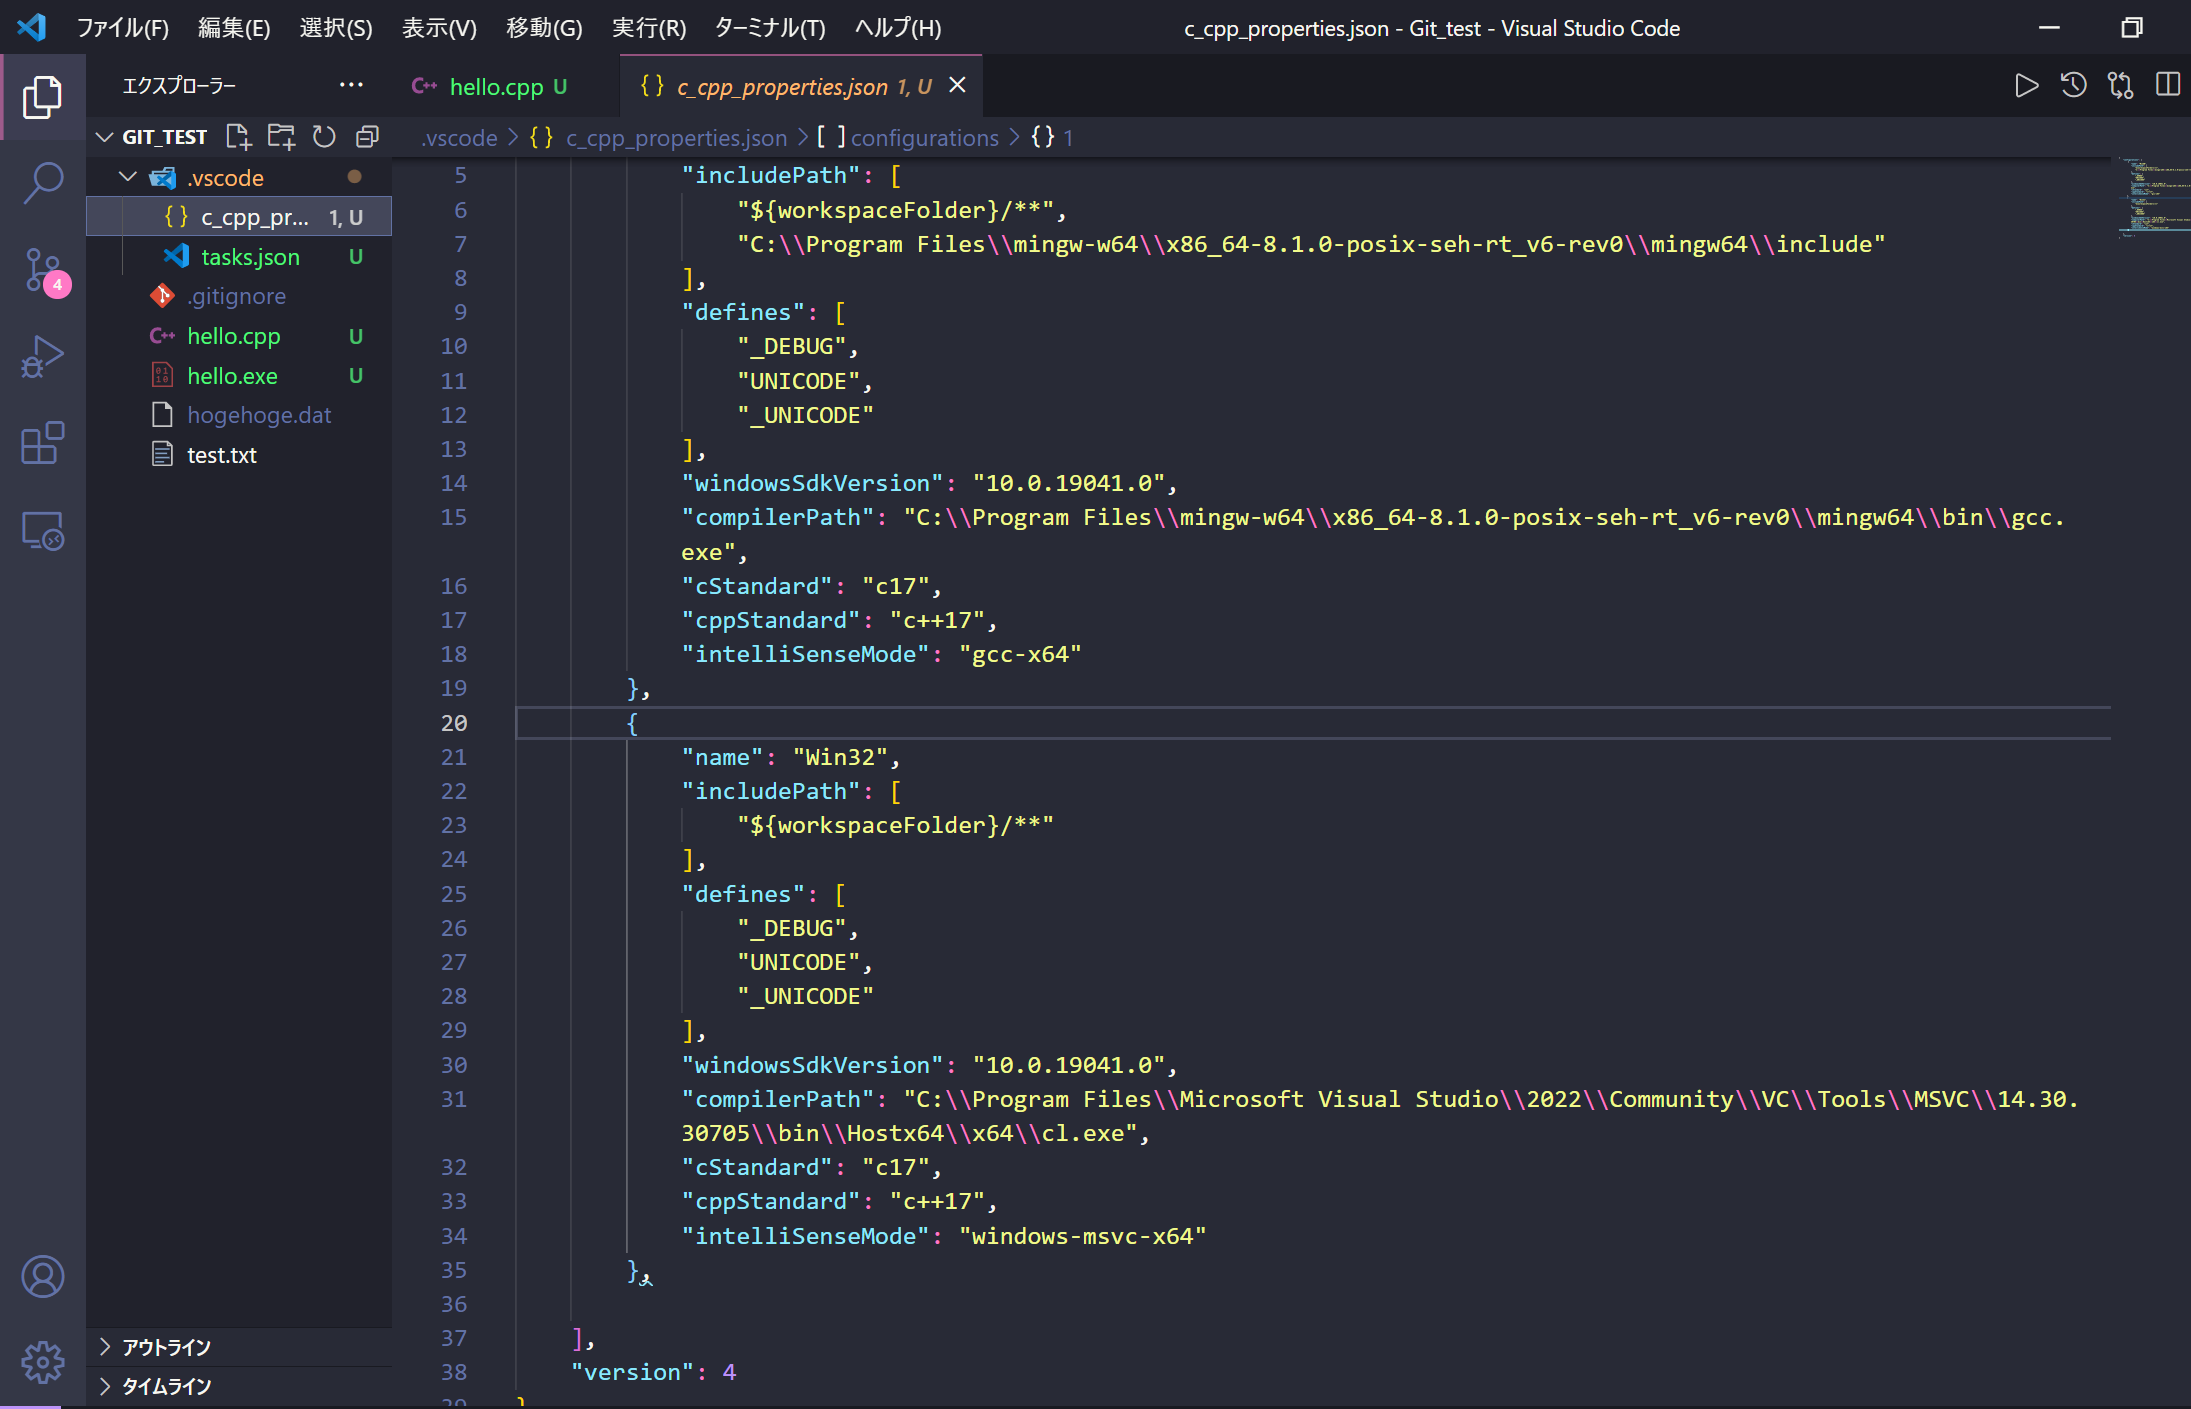 ファイル(F) 編集(E) 選択(S) 表示(V) 移動(G) 実行(R) ターミナル(T) ヘルプ(H) c_cpp_properties.json - Git_test - Visual Studio Code
エクスプローラー ··· hello.cpp U {} c_cpp_properties.json 1, U
GIT_TEST
.vscode > {} c_cpp_properties.json > [ ] configurations > {} 1
.vscode
{} c_cpp_pr... 1, U
tasks.json U
.gitignore
hello.cpp U
hello.exe U
hogehoge.dat
test.txt
4
アウトライン
タイムライン
5 "includePath": [
6 "${workspaceFolder}/**",
7 "C:\\Program Files\\mingw-w64\\x86_64-8.1.0-posix-seh-rt_v6-rev0\\mingw64\\include"
8 ],
9 "defines": [
10 "_DEBUG",
11 "UNICODE",
12 "_UNICODE"
13 ],
14 "windowsSdkVersion": "10.0.19041.0",
15 "compilerPath": "C:\\Program Files\\mingw-w64\\x86_64-8.1.0-posix-seh-rt_v6-rev0\\mingw64\\bin\\gcc.
exe",
16 "cStandard": "c17",
17 "cppStandard": "c++17",
18 "intelliSenseMode": "gcc-x64"
19 },
20 {
21 "name": "Win32",
22 "includePath": [
23 "${workspaceFolder}/**"
24 ],
25 "defines": [
26 "_DEBUG",
27 "UNICODE",
28 "_UNICODE"
29 ],
30 "windowsSdkVersion": "10.0.19041.0",
31 "compilerPath": "C:\\Program Files\\Microsoft Visual Studio\\2022\\Community\\VC\\Tools\\MSVC\\14.30.
30705\\bin\\Hostx64\\x64\\cl.exe",
32 "cStandard": "c17",
33 "cppStandard": "c++17",
34 "intelliSenseMode": "windows-msvc-x64"
35 },
36
37 ],
38 "version": 4
39 }